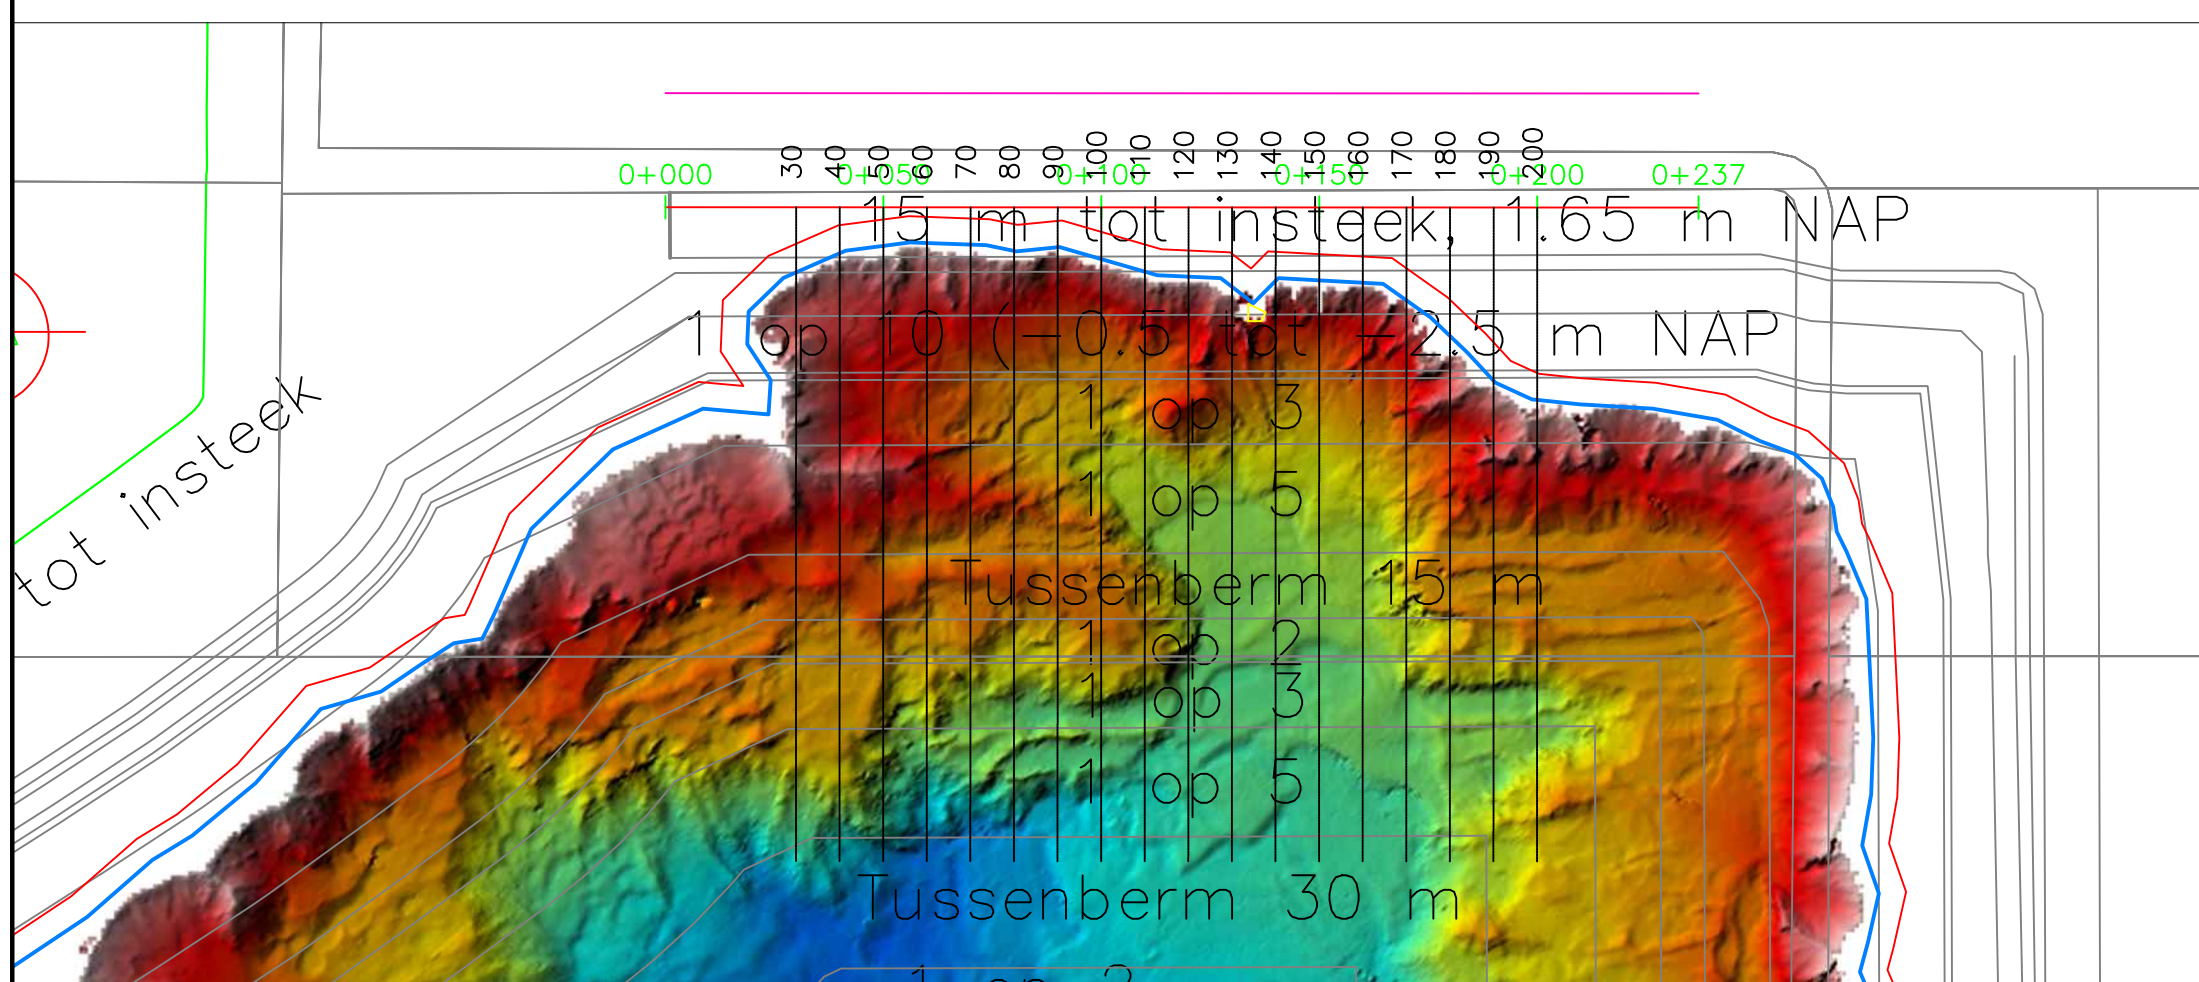 30 40 50 60 70 80 90 100 110 120 130 140 150 160 170 180 190 200
0+000 0+050 0+100 0+150 0+200 0+237
15 m tot insteek, 1.65 m NAP
1 op 10 (-0.5 tot -2.5 m NAP
1 op 3
tot insteek
1 op 5
Tussenberm 15 m
1 op 2
1 op 3
1 op 5
Tussenberm 30 m
1 op 2